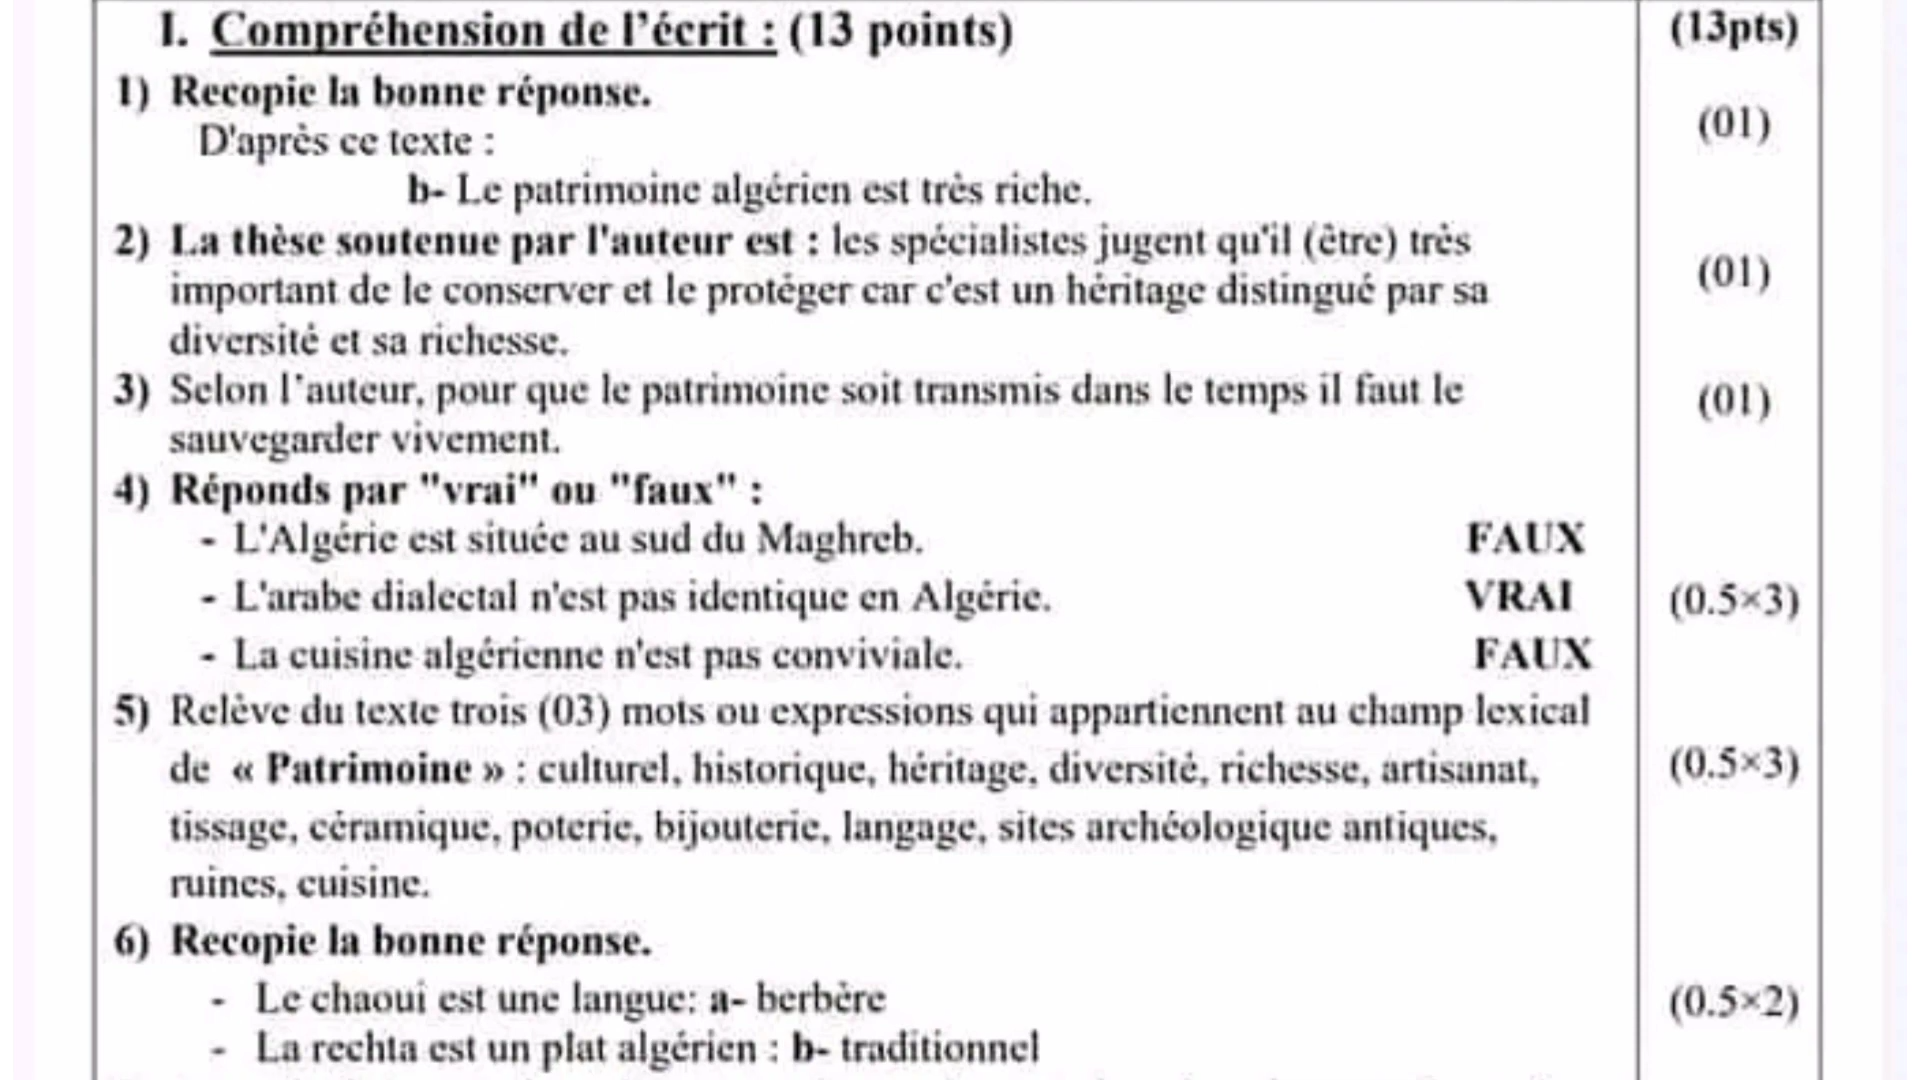 I. Compréhension de l'écrit : (13 points)
(13pts)
1) Recopie la bonne réponse.
(01)
D'après ce texte :
b- Le patrimoine algérien est très riche.
2) La thèse soutenue par l'auteur est : les spécialistes jugent qu'il (être) très
important de le conserver et le protéger car c'est un héritage distingué par sa
(01)
diversité et sa richesse.
3) Selon l'auteur, pour que le patrimoine soit transmis dans le temps il faut le
(01)
sauvegarder vivement.
4) Réponds par "vrai" ou "faux" :
- L'Algérie est située au sud du Maghreb. FAUX
- L'arabe dialectal n'est pas identique en Algérie. VRAI
(0.5×3)
- La cuisine algérienne n'est pas conviviale. FAUX
5) Relève du texte trois (03) mots ou expressions qui appartiennent au champ lexical
de « Patrimoine » : culturel, historique, héritage, diversité, richesse, artisanat,
(0.5×3)
tissage, céramique, poterie, bijouterie, langage, sites archéologique antiques,
ruines, cuisine.
6) Recopie la bonne réponse.
- Le chaoui est une langue: a- berbère
(0.5×2)
- La rechta est un plat algérien : b- traditionnel